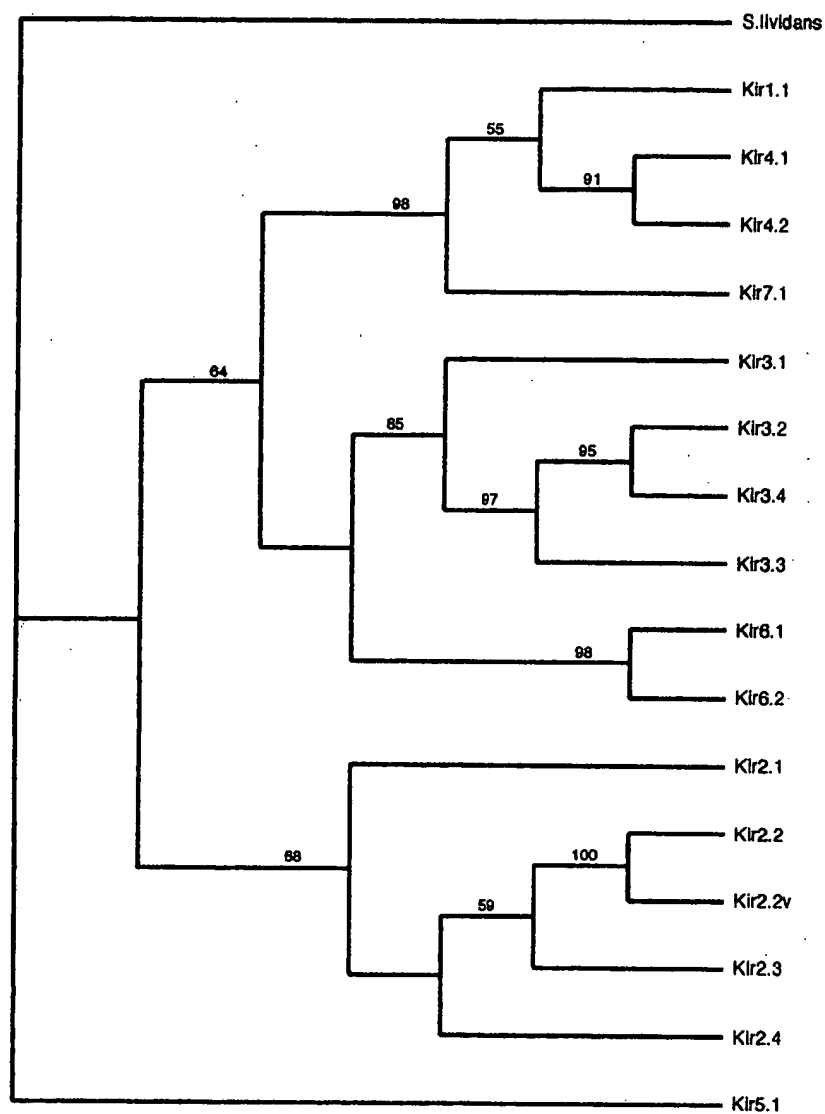 S.lividans
Kir1.1
55
Kir4.1
91
Kir4.2
98
Kir7.1
Kir3.1
64
85
Kir3.2
95
Kir3.4
97
Kir3.3
Kir6.1
98
Kir6.2
Kir2.1
Kir2.2
68
100
Kir2.2v
59
Kir2.3
Kir2.4
Kir5.1